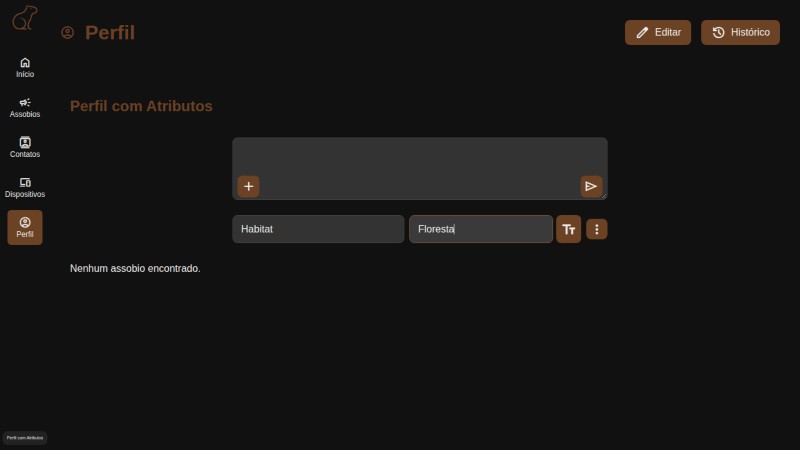 Perfil
Editar
Histórico
Início
Assobios
Contatos
Dispositivos
Perfil
Perfil com Atributos
Habitat
Floresta
Nenhum assobio encontrado.
Perfil com Atributos